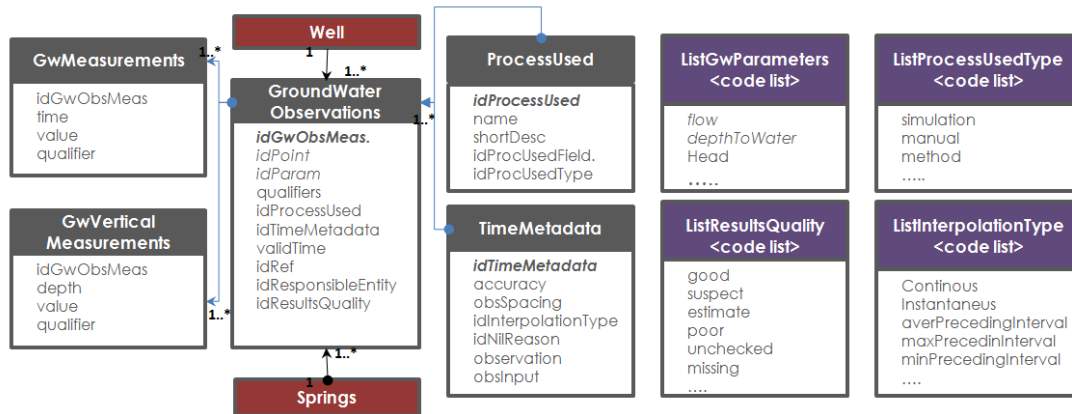 Well
1
1..*
GwMeasurements
1..*
idGwObsMeas
time
value
qualifier
GwVertical
Measurements
idGwObsMeas
depth
value
qualifier
1..*
GroundWater
Observations
idGwObsMeas.
idPoint
idParam
qualifiers
idProcessUsed
idTimeMetadata
validTime
idRef
idResponsibleEntity
idResultsQuality
1..*
1
Springs
1..*
ProcessUsed
idProcessUsed
name
shortDesc
idProcUsedField.
idProcUsedType
TimeMetadata
idTimeMetadata
accuracy
obsSpacing
idInterpolationType
idNilReason
observation
obsInput
ListGwParameters
<code list>
flow
depthToWater
Head
.....
ListProcessUsedType
<code list>
simulation
manual
method
.....
ListResultsQuality
<code list>
good
suspect
estimate
poor
unchecked
missing
....
ListInterpolationType
<code list>
Continous
Instantaneus
averPrecedingInterval
maxPrecedinInterval
minPrecedingInterval
....